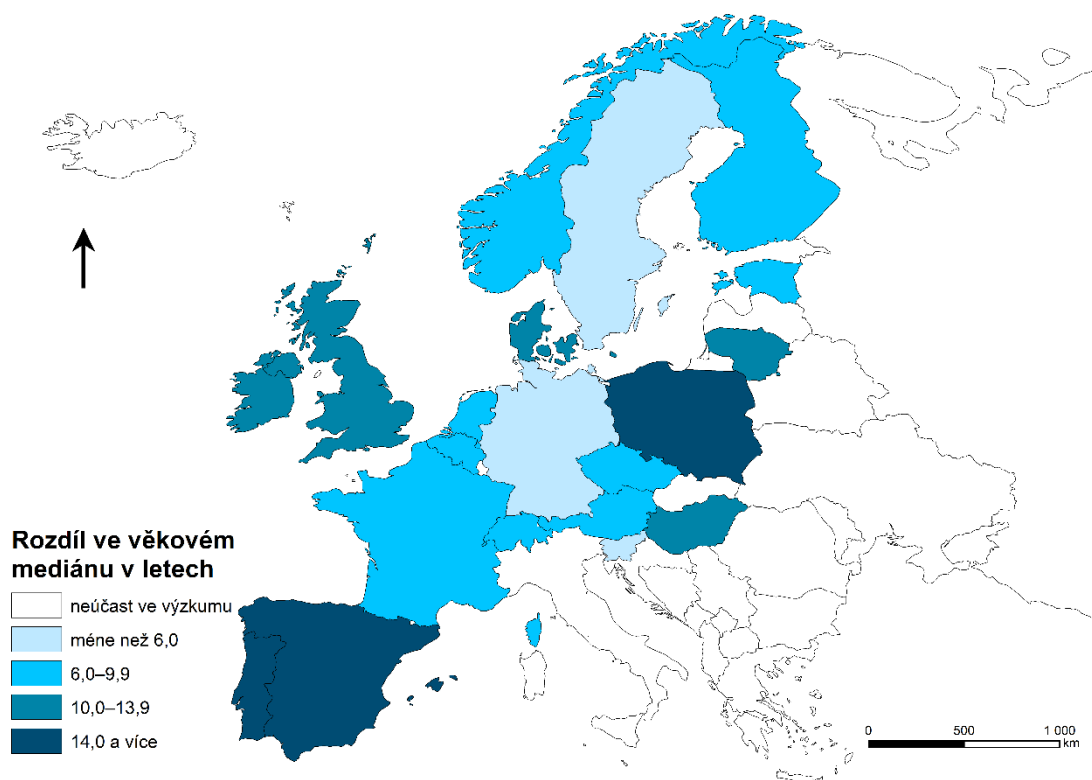 Rozdíl ve věkovém
mediánu v letech
neúčast ve výzkumu
méne než 6,0
6,0–9,9
10,0–13,9
14,0 a více
0 500 1 000
km